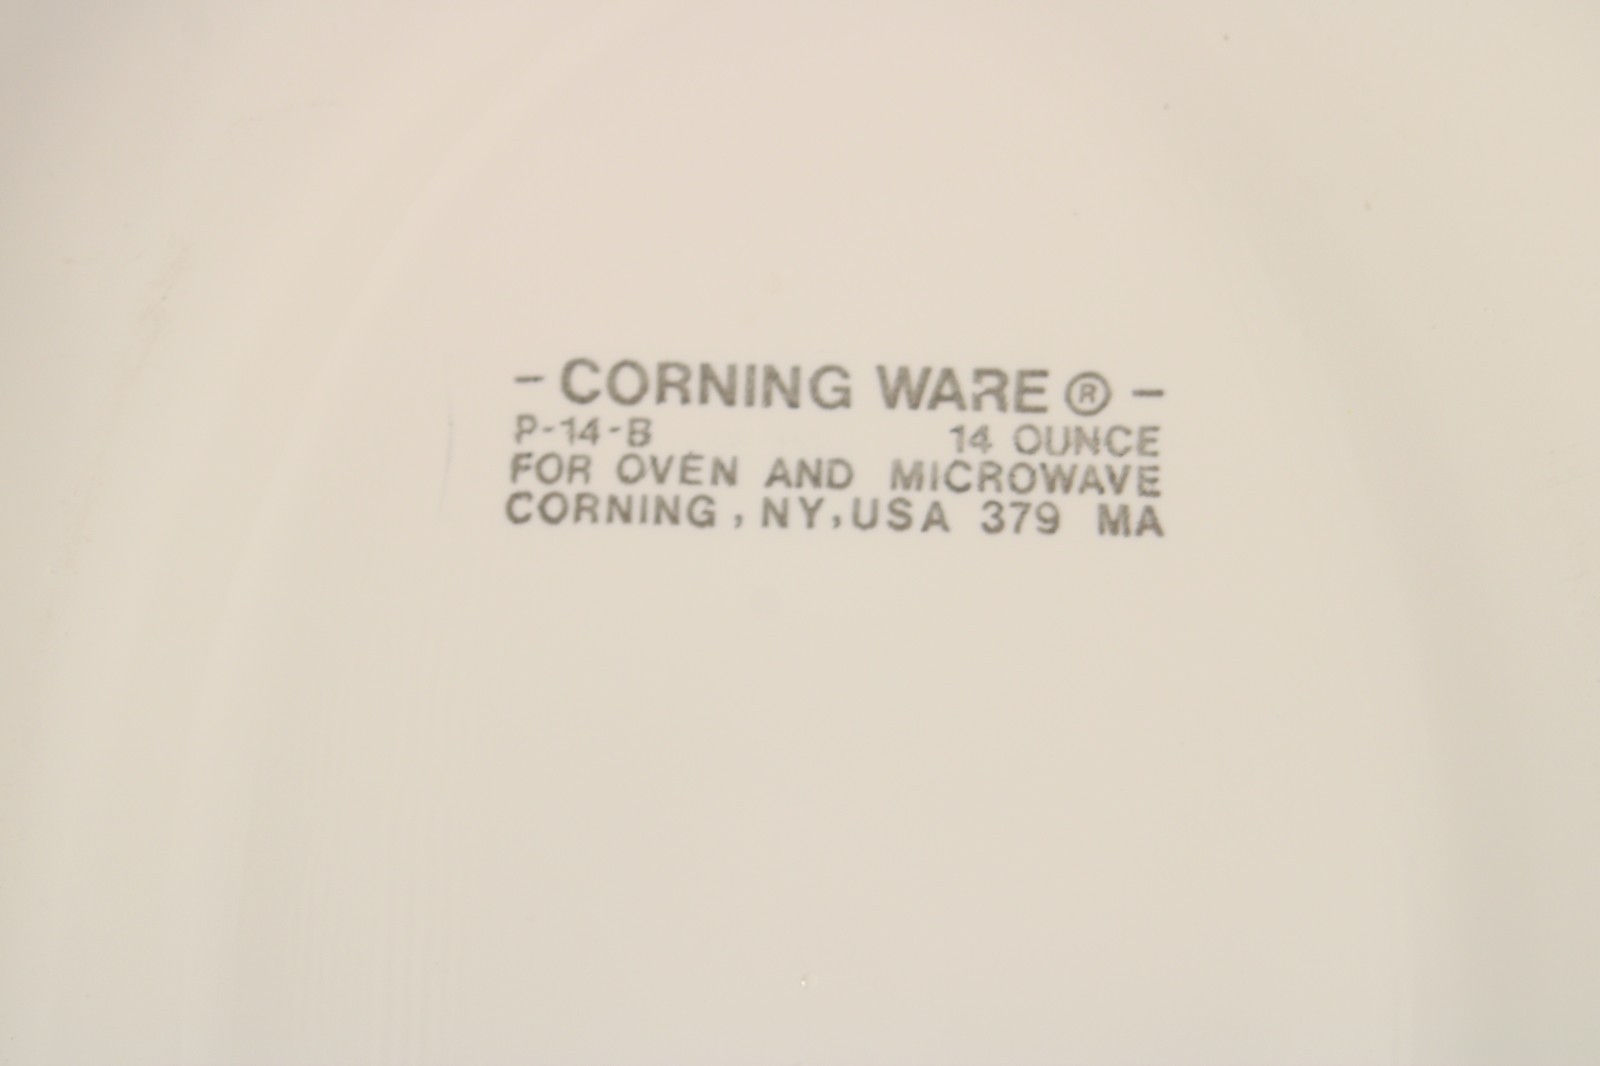 - CORNING WARE ® -
P-14-B 14 OUNCE
FOR OVEN AND MICROWAVE
CORNING , NY, USA 379 MA